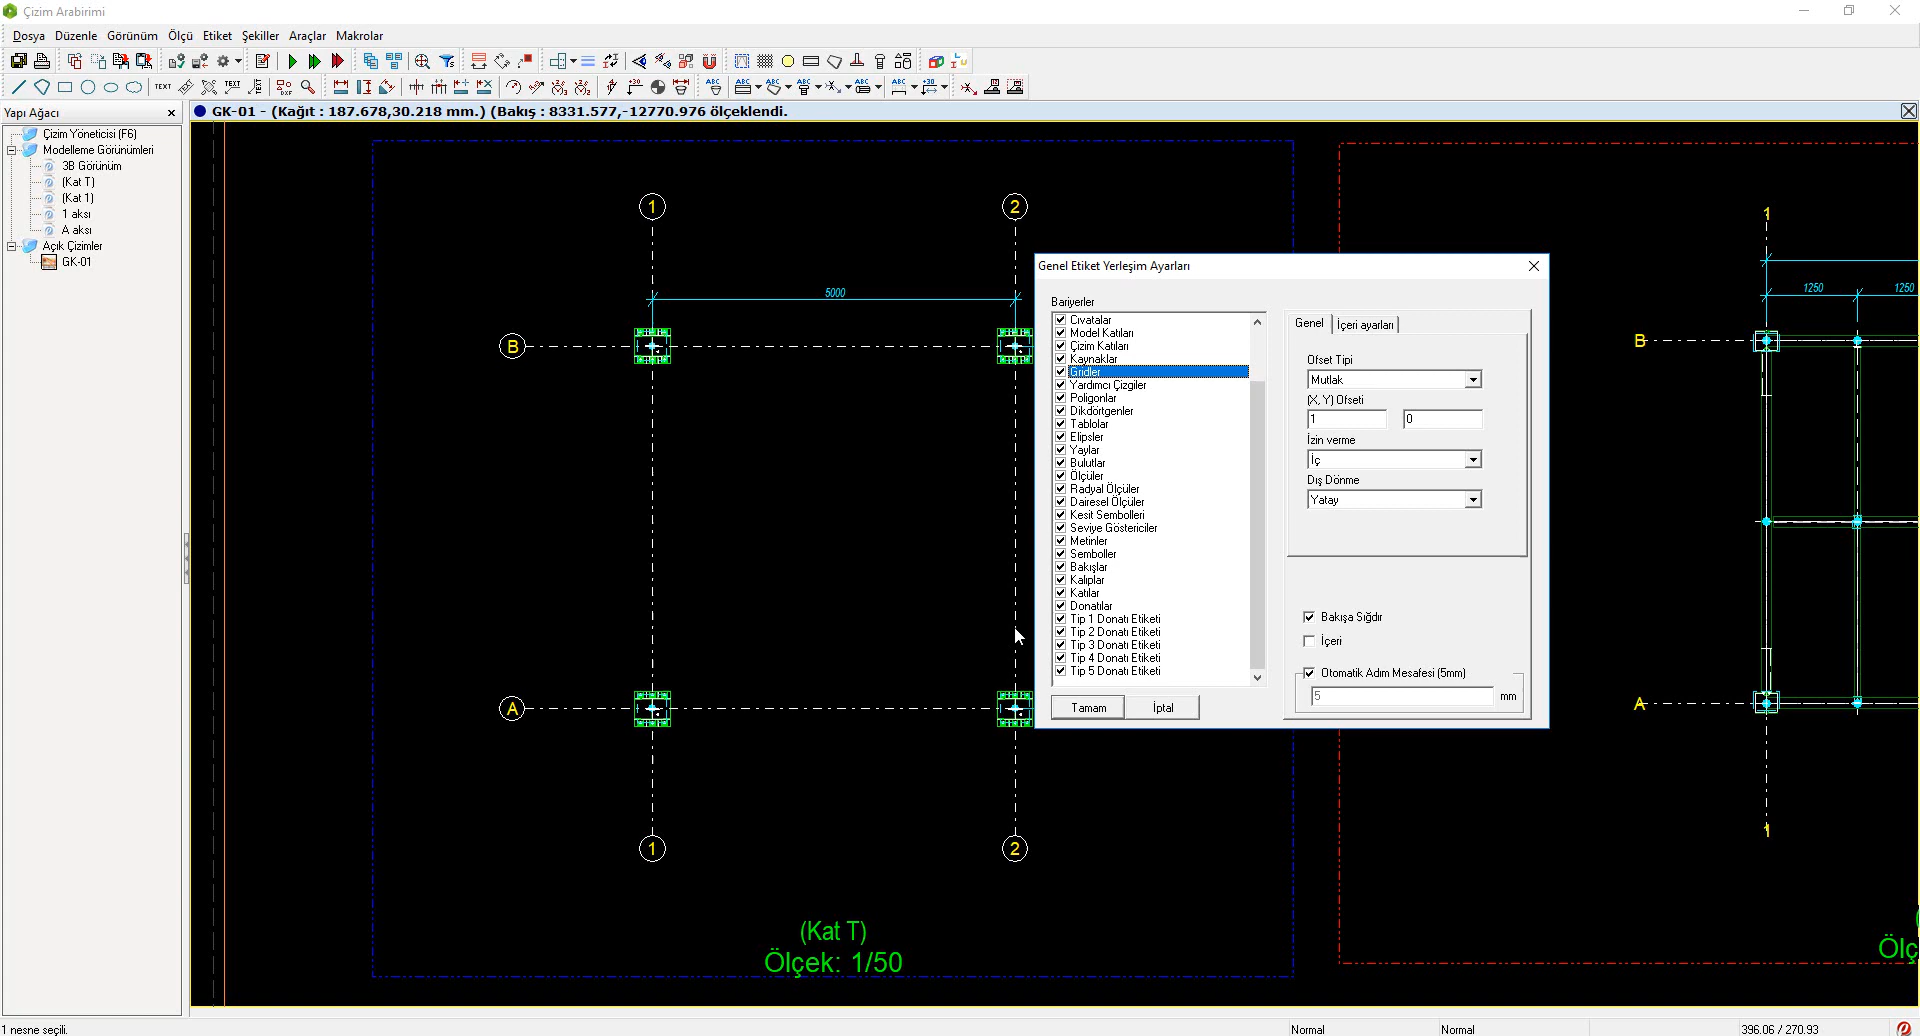 Çizim Arabirimi
Dosya Düzenle Görünüm Ölçü Etiket Şekiller Araçlar Makrolar
Yapı Ağacı
GK-01 - (Kağıt : 187.678,30.218 mm.) (Bakış : 8331.577,-12770.976 ölçeklendi.
Çizim Yöneticisi (F6)
Modelleme Görünümleri
3B Görünüm
(Kat T)
(Kat 1)
1 aksı
A aksı
Açık Çizimler
GK-01
1
2
5000
B
A
1
2
(Kat T)
Ölçek: 1/50
Genel Etiket Yerleşim Ayarları
Bariyerler
Cıvatalar
Model Katıları
Çizim Katıları
Kaynaklar
Gridler
Yardımcı Çizgiler
Poligonlar
Dikdörtgenler
Tablolar
Elipsler
Yaylar
Bulutlar
Ölçüler
Radyal Ölçüler
Dairesel Ölçüler
Kesit Sembolleri
Seviye Göstericiler
Metinler
Semboller
Bakışlar
Kalıplar
Katılar
Donatılar
Tip 1 Donatı Etiketi
Tip 2 Donatı Etiketi
Tip 3 Donatı Etiketi
Tip 4 Donatı Etiketi
Tip 5 Donatı Etiketi
Tamam İptal
Genel İçeri ayarları
Ofset Tipi
Mutlak
(X, Y) Ofseti
1 0
İzin verme
İç
Dış Dönme
Yatay
Bakışa Sığdır
İçeri
Otomatik Adım Mesafesi (5mm)
5 mm
1
1250 1250
B
A
1
Ölç
1 nesne seçili.
Normal Normal 396.06 / 270.93